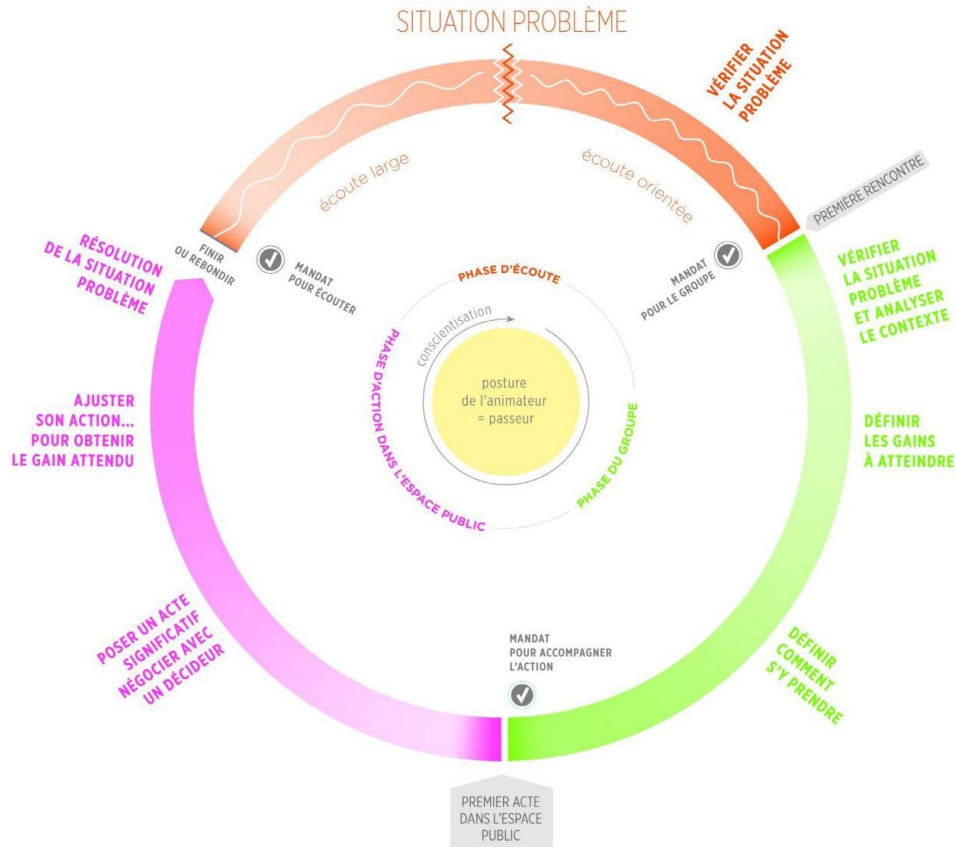 SITUATION PROBLÈME
VÉRIFIER
LA SITUATION
PROBLÈME
écoute large
écoute orientée
PREMIÈRE RENCONTRE
FINIR
OU REBONDIR
MANDAT
POUR ÉCOUTER
MANDAT
POUR LE GROUPE
VÉRIFIER
LA SITUATION
PROBLÈME
ET ANALYSER
LE CONTEXTE
RÉSOLUTION
DE LA SITUATION
PROBLÈME
PHASE D'ÉCOUTE
conscientisation
posture
de l'animateur
= passeur
PHASE D'ACTION DANS L'ESPACE PUBLIC
PHASE DU GROUPE
AJUSTER
SON ACTION...
POUR OBTENIR
LE GAIN ATTENDU
DÉFINIR
LES GAINS
À ATTEINDRE
POSER UN ACTE
SIGNIFICATIF
NÉGOCIER AVEC
UN DÉCIDEUR
MANDAT
POUR ACCOMPAGNER
L'ACTION
DÉFINIR
COMMENT
S'Y PRENDRE
PREMIER ACTE
DANS L'ESPACE
PUBLIC